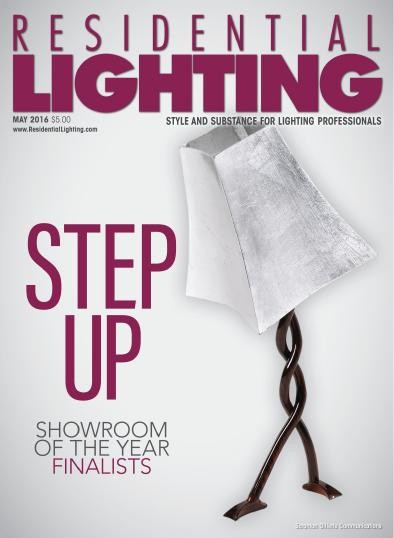 RESIDENTIAL
LIGHTING
MAY 2016 $5.00
STYLE AND SUBSTANCE FOR LIGHTING PROFESSIONALS
www.ResidentialLighting.com
STEP
UP
SHOWROOM
OF THE YEAR
FINALISTS
Communications